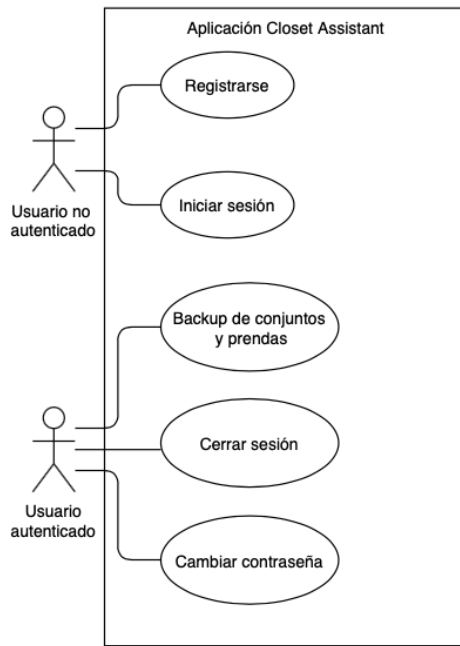 Aplicación Closet Assistant
Registrarse
Usuario no
autenticado
Iniciar sesión
Backup de conjuntos
y prendas
Cerrar sesión
Usuario
autenticado
Cambiar contraseña